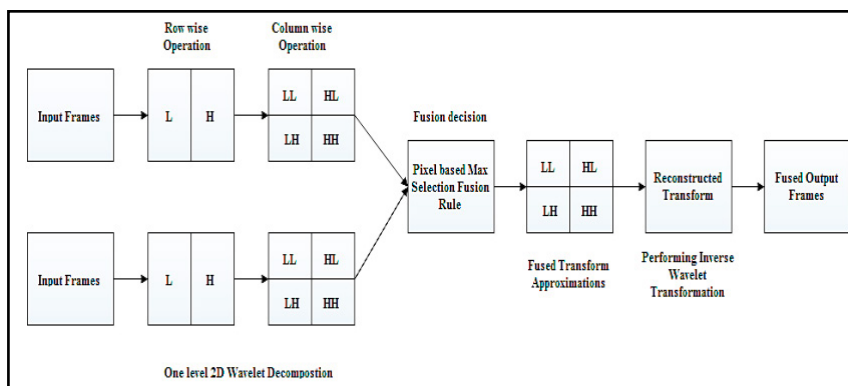 Row wise
Operation
Column wise
Operation
Input Frames
L
H
LL
HL
LH
HH
Fusion decision
Pixel based Max
Selection Fusion
Rule
LL
HL
LH
HH
Reconstructed
Transform
Fused Output
Frames
Input Frames
L
H
LL
HL
LH
HH
Fused Transform
Approximations
Performing Inverse
Wavelet
Transformation
One level 2D Wavelet Decompostion